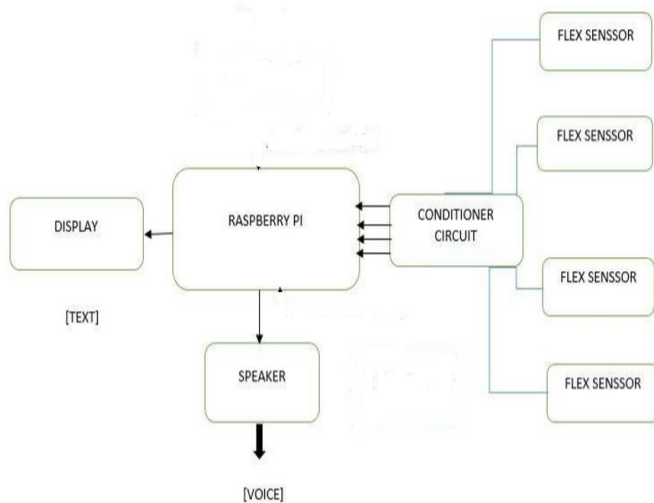 FLEX SENSSOR
FLEX SENSSOR
DISPLAY
RASPBERRY PI
CONDITIONER
CIRCUIT
FLEX SENSSOR
[TEXT]
SPEAKER
FLEX SENSSOR
[VOICE]